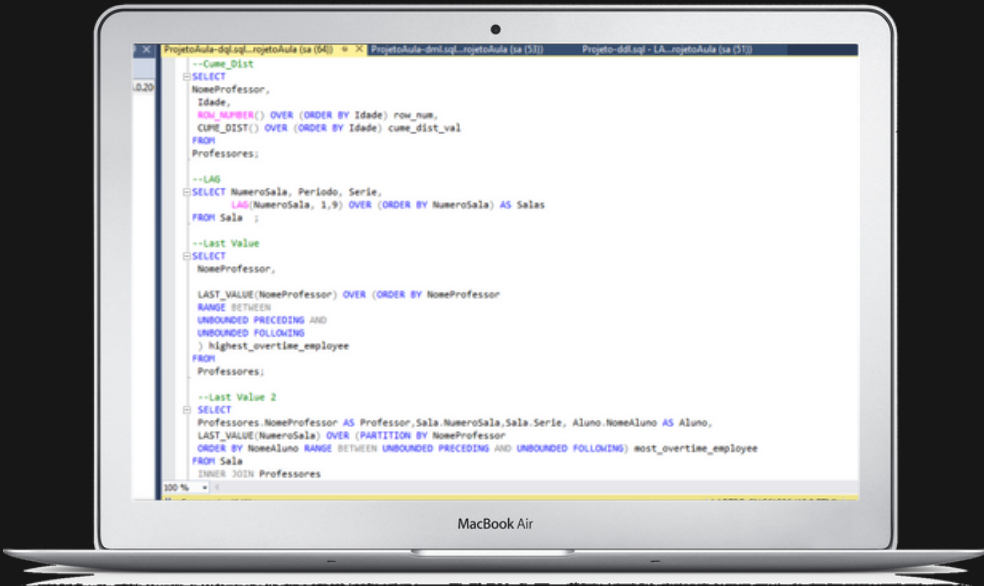 ProjetoAula-dql.sql...rojetoAula (sa (64)) ProjetoAula-dml.sql...rojetoAula (sa (53)) Projeto-ddl.sql - LA...rojetoAula (sa (51))
.0.20
--Cume_Dist
SELECT
NomeProfessor,
Idade,
ROW_NUMBER() OVER (ORDER BY Idade) row_num,
CUME_DIST() OVER (ORDER BY Idade) cume_dist_val
FROM
Professores;
--LAG
SELECT NumeroSala, Periodo, Serie,
LAG(NumeroSala, 1,9) OVER (ORDER BY NumeroSala) AS Salas
FROM Sala ;
--Last Value
SELECT
NomeProfessor,
LAST_VALUE(NomeProfessor) OVER (ORDER BY NomeProfessor
RANGE BETWEEN
UNBOUNDED PRECEDING AND
UNBOUNDED FOLLOWING
) highest_overtime_employee
FROM
Professores;
--Last Value 2
SELECT
Professores.NomeProfessor AS Professor,Sala.NumeroSala,Sala.Serie, Aluno.NomeAluno AS Aluno,
LAST_VALUE(NumeroSala) OVER (PARTITION BY NomeProfessor
ORDER BY NomeAluno RANGE BETWEEN UNBOUNDED PRECEDING AND UNBOUNDED FOLLOWING) most_overtime_employee
FROM Sala
INNER JOIN Professores
100 %
MacBook Air